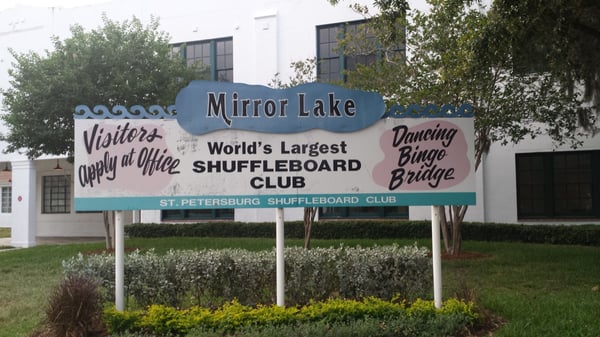 Mirror Lake
Visitors
Apply at Office
World's Largest
SHUFFLEBOARD
CLUB
Dancing
Bingo
Bridge
ST. PETERSBURG SHUFFLEBOARD CLUB